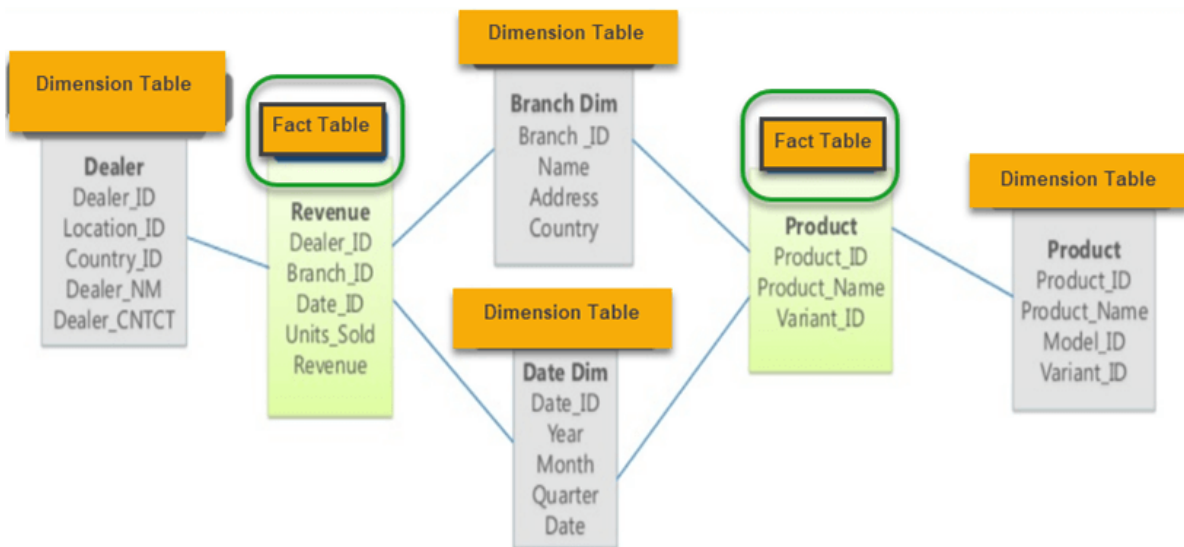 Dimension Table
Dealer
Dealer_ID
Location_ID
Country_ID
Dealer_NM
Dealer_CNTCT
Fact Table
Revenue
Dealer_ID
Branch_ID
Date_ID
Units_Sold
Revenue
Dimension Table
Branch Dim
Branch _ID
Name
Address
Country
Dimension Table
Date Dim
Date_ID
Year
Month
Quarter
Date
Fact Table
Product
Product_ID
Product_Name
Variant_ID
Dimension Table
Product
Product_ID
Product_Name
Model_ID
Variant_ID